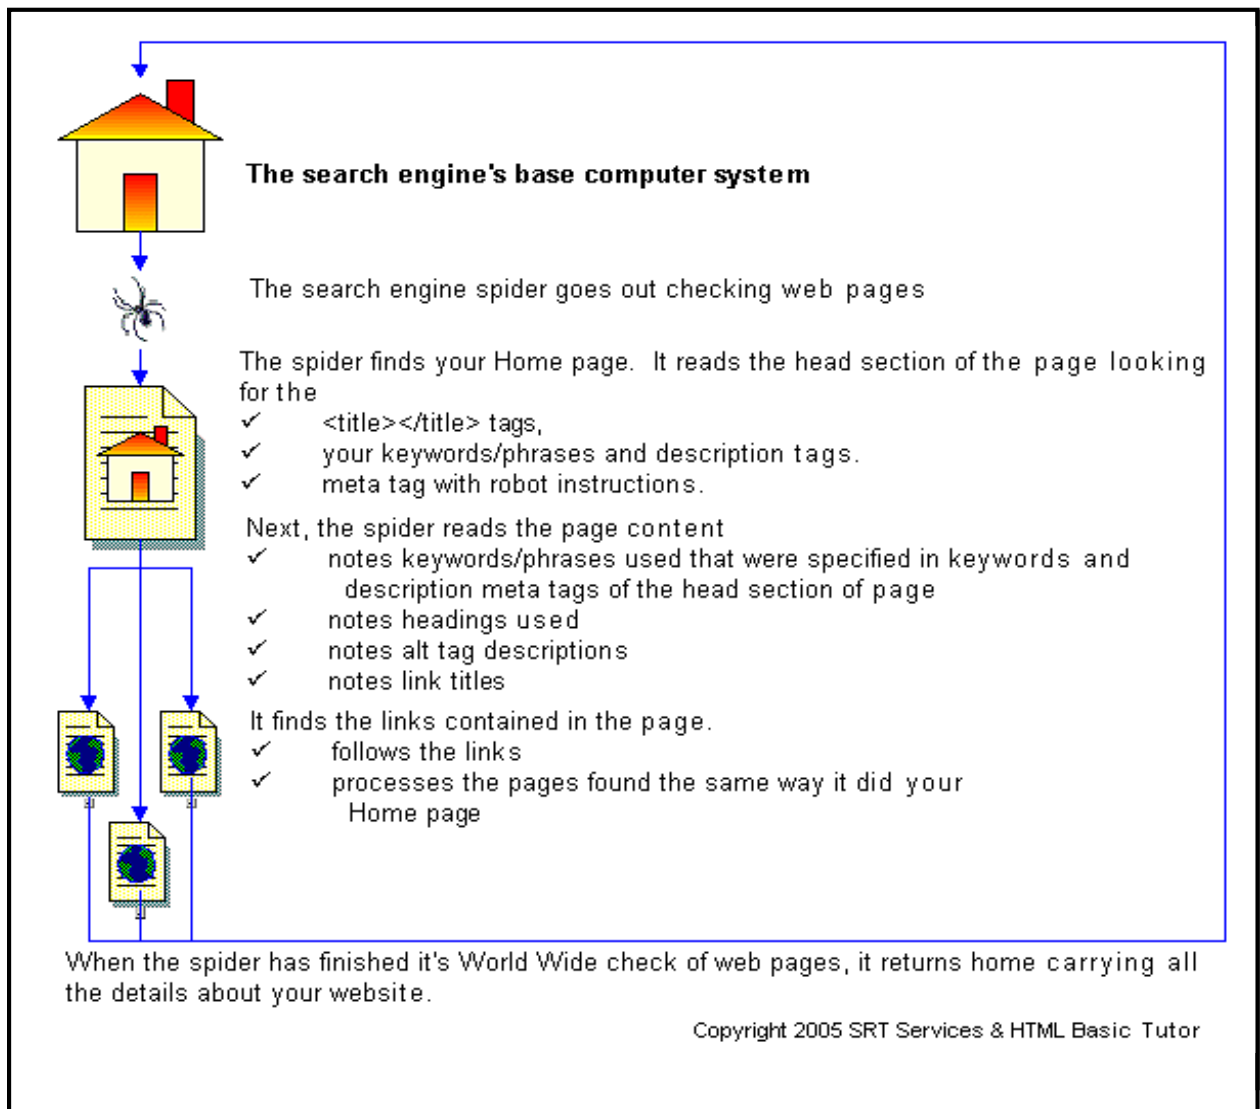 The search engine's base computer system
The search engine spider goes out checking web pages
The spider finds your Home page. It reads the head section of the page looking
for the
✓ <title></title> tags,
✓ your keywords/phrases and description tags.
✓ meta tag with robot instructions.
Next, the spider reads the page content
✓ notes keywords/phrases used that were specified in keywords and
description meta tags of the head section of page
✓ notes headings used
✓ notes alt tag descriptions
✓ notes link titles
It finds the links contained in the page.
✓ follows the links
✓ processes the pages found the same way it did your
Home page
When the spider has finished it's World Wide check of web pages, it returns home carrying all
the details about your website.
Copyright 2005 SRT Services & HTML Basic Tutor